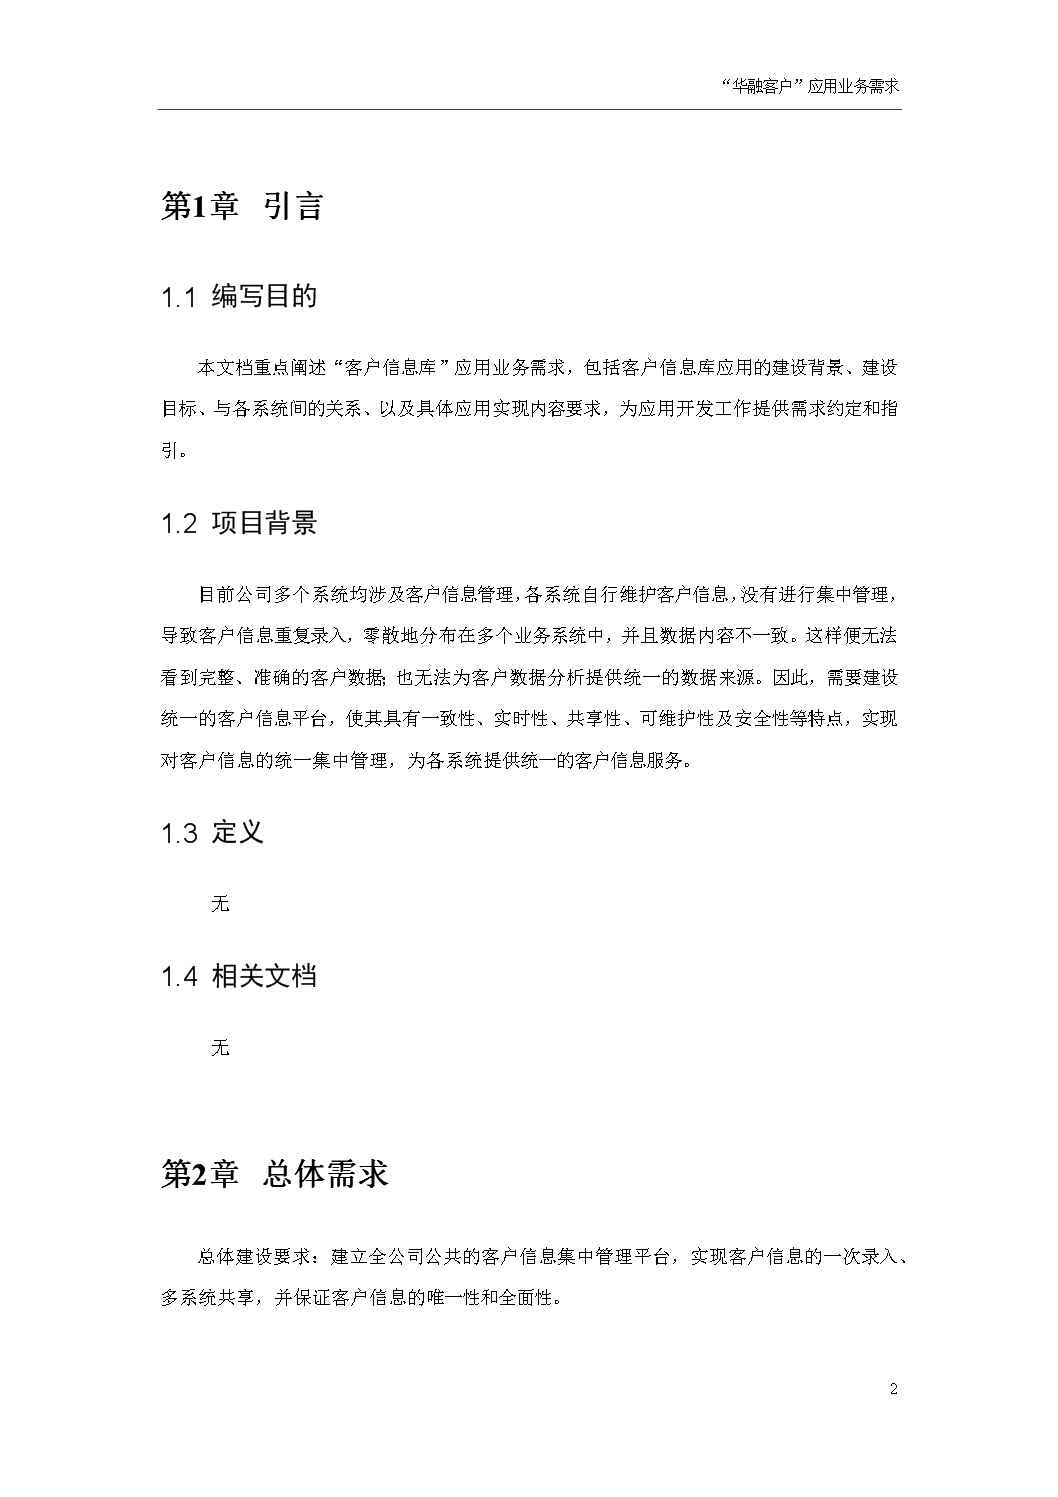 “华融客户”应用业务需求
第1章 引言
1.1 编写目的
本文档重点阐述“客户信息库”应用业务需求，包括客户信息库应用的建设背景、建设
目标、与各系统间的关系、以及具体应用实现内容要求，为应用开发工作提供需求约定和指
引。
1.2 项目背景
目前公司多个系统均涉及客户信息管理，各系统自行维护客户信息，没有进行集中管理，
导致客户信息重复录入，零散地分布在多个业务系统中，并且数据内容不一致。这样便无法
看到完整、准确的客户数据；也无法为客户数据分析提供统一的数据来源。因此，需要建设
统一的客户信息平台，使其具有一致性、实时性、共享性、可维护性及安全性等特点，实现
对客户信息的统一集中管理，为各系统提供统一的客户信息服务。
1.3 定义
无
1.4 相关文档
无
第2章 总体需求
总体建设要求：建立全公司公共的客户信息集中管理平台，实现客户信息的一次录入、
多系统共享，并保证客户信息的唯一性和全面性。
2